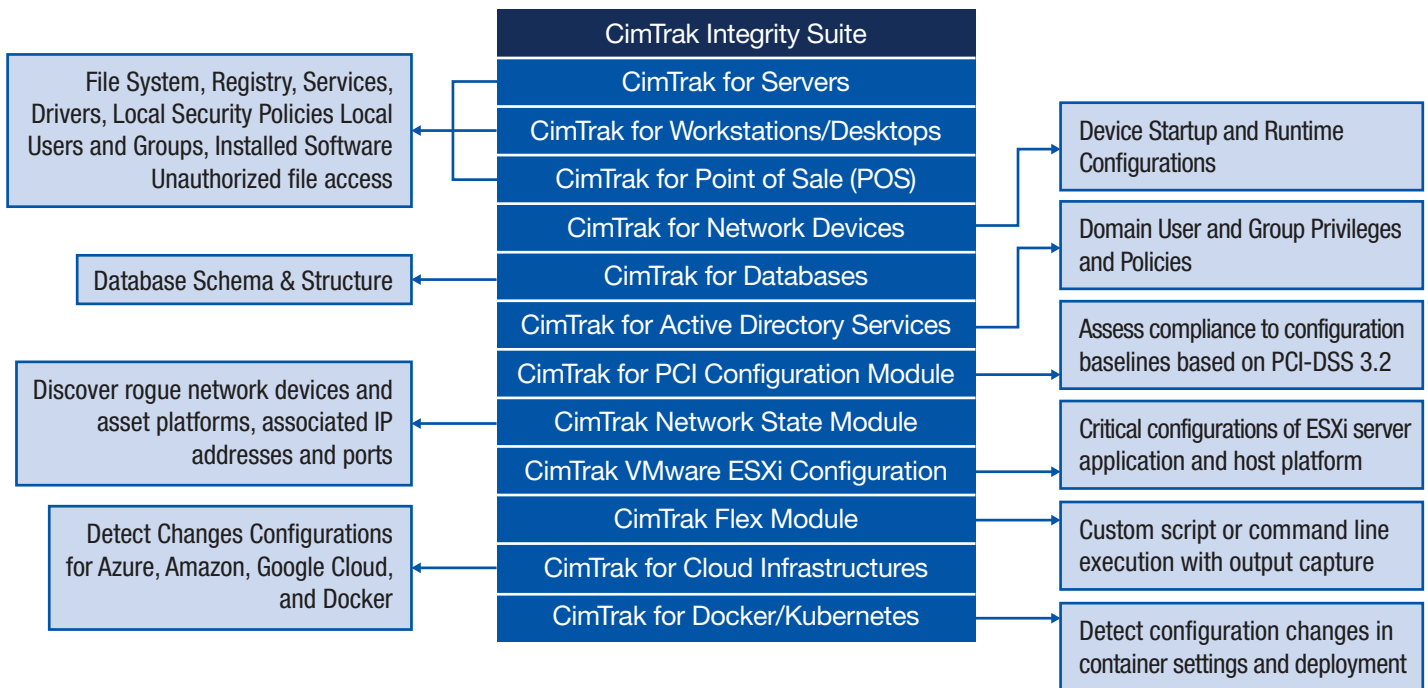 CimTrak Integrity Suite
CimTrak for Servers
CimTrak for Workstations/Desktops
CimTrak for Point of Sale (POS)
CimTrak for Network Devices
CimTrak for Databases
CimTrak for Active Directory Services
CimTrak for PCI Configuration Module
CimTrak Network State Module
CimTrak VMware ESXi Configuration
CimTrak Flex Module
CimTrak for Cloud Infrastructures
CimTrak for Docker/Kubernetes
File System, Registry, Services,
Drivers, Local Security Policies Local
Users and Groups, Installed Software
Unauthorized file access
Database Schema & Structure
Discover rogue network devices and
asset platforms, associated IP
addresses and ports
Detect Changes Configurations
for Azure, Amazon, Google Cloud,
and Docker
Device Startup and Runtime
Configurations
Domain User and Group Privileges
and Policies
Assess compliance to configuration
baselines based on PCI-DSS 3.2
Critical configurations of ESXi server
application and host platform
Custom script or command line
execution with output capture
Detect configuration changes in
container settings and deployment